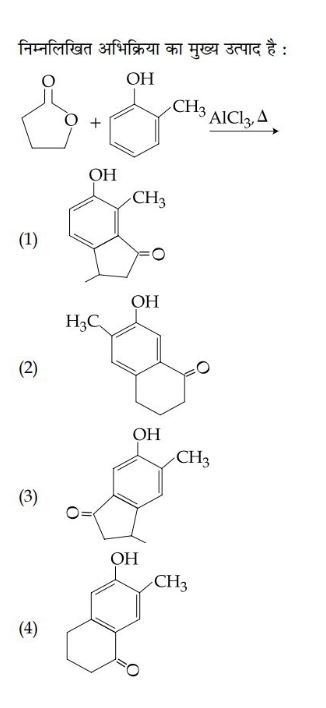 निम्नलिखित अभिक्रिया का मुख्य उत्पाद है :
O
O
+
OH
CH₃
AlCl₃, Δ
(1)
OH
CH₃
O
(2)
OH
H₃C
O
(3)
OH
CH₃
O
(4)
OH
CH₃
O